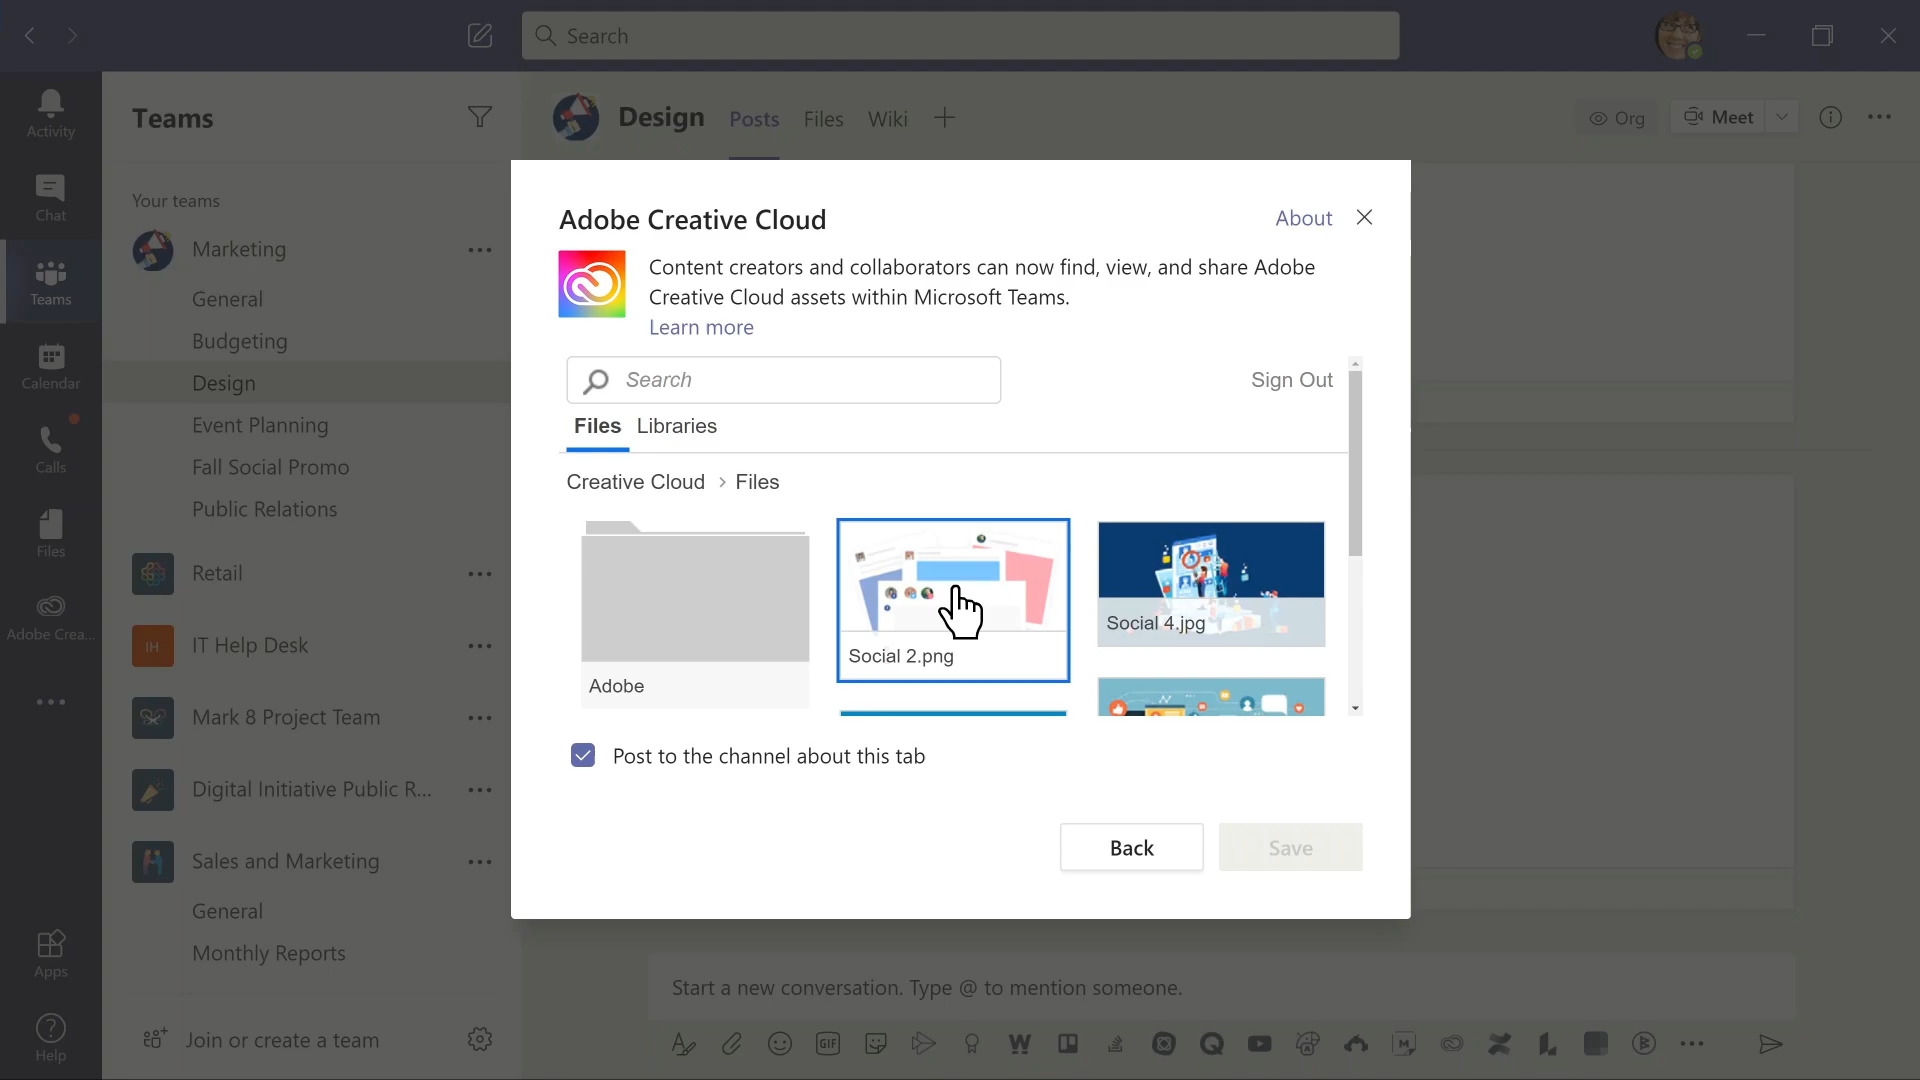 Search
Activity
Chat
Teams
Calendar
Calls
Files
Adobe Crea...
Apps
Help
Teams
Your teams
Marketing
General
Budgeting
Design
Event Planning
Fall Social Promo
Public Relations
Retail
IH
IT Help Desk
Mark 8 Project Team
Digital Initiative Public R...
Sales and Marketing
General
Monthly Reports
Join or create a team
Design
Posts
Files
Wiki
Org
Meet
Adobe Creative Cloud
About
Content creators and collaborators can now find, view, and share Adobe
Creative Cloud assets within Microsoft Teams.
Learn more
Search
Sign Out
Files
Libraries
Creative Cloud > Files
Adobe
Social 2.png
Social 4.jpg
Post to the channel about this tab
Back
Save
Start a new conversation. Type @ to mention someone.
GIF